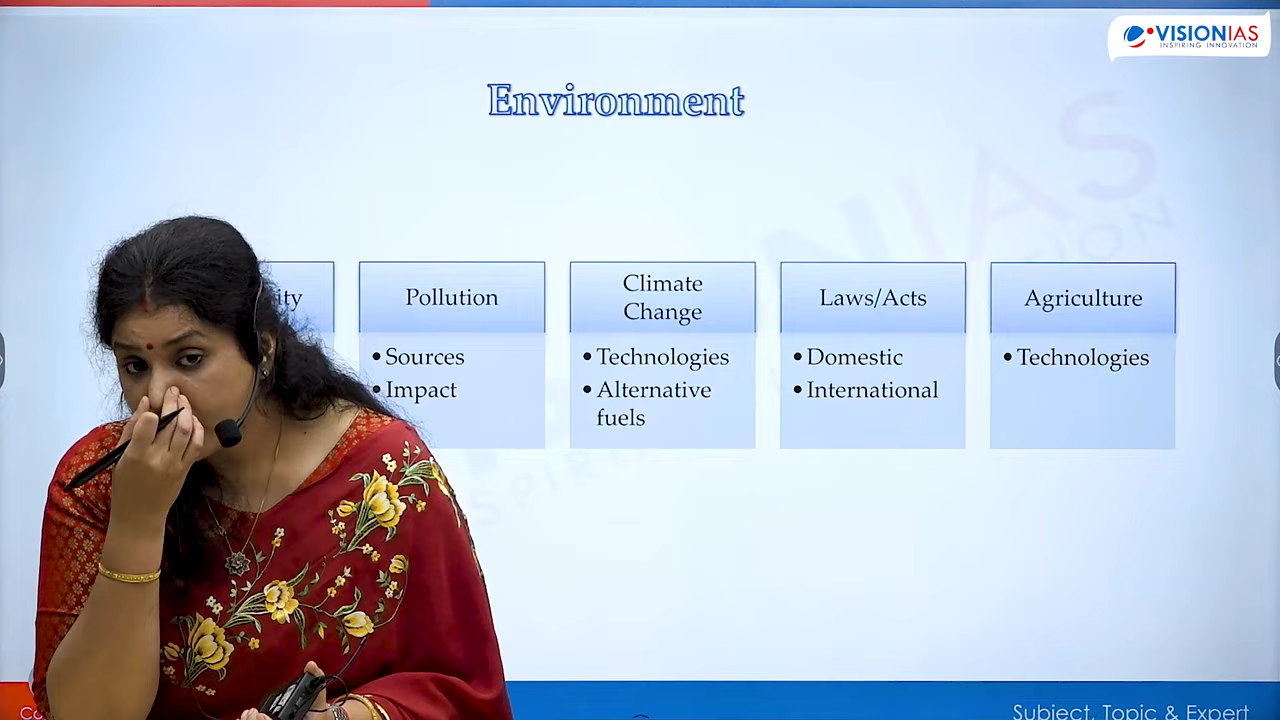 VISIONIAS
INSPIRING INNOVATION
Environment
Pollution
• Sources
• Impact
Climate
Change
• Technologies
• Alternative
fuels
Laws/Acts
• Domestic
• International
Agriculture
• Technologies
Subject, Topic & Expert